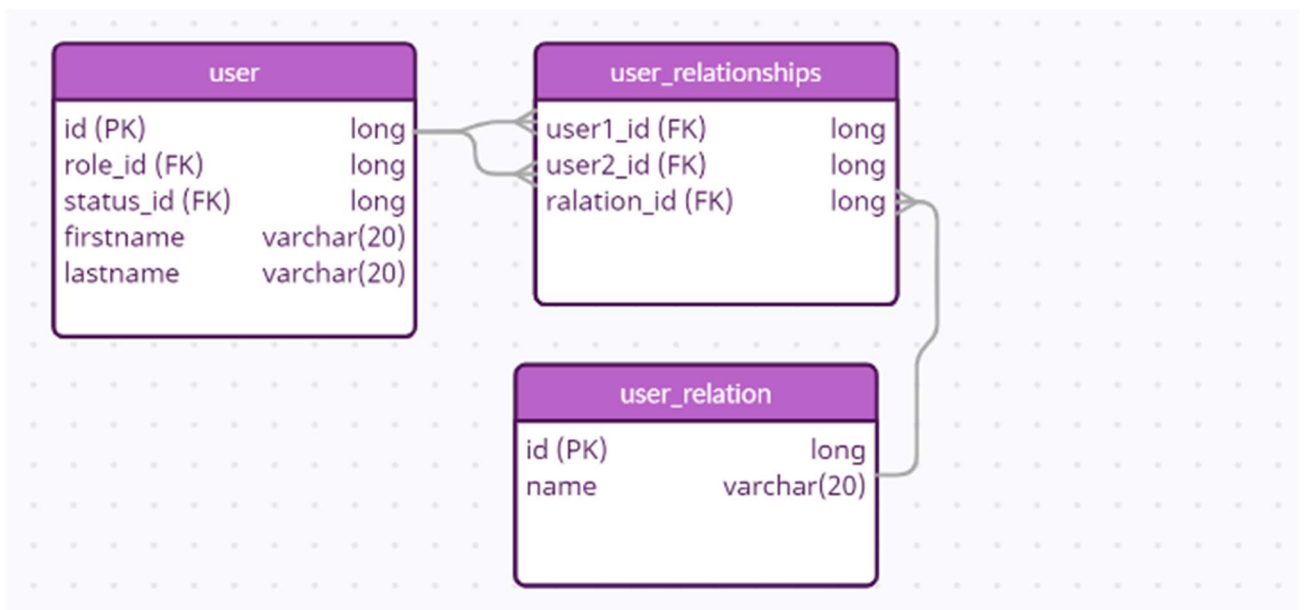 user
id (PK) long
role_id (FK) long
status_id (FK) long
firstname varchar(20)
lastname varchar(20)
user_relationships
user1_id (FK) long
user2_id (FK) long
ralation_id (FK) long
user_relation
id (PK) long
name varchar(20)